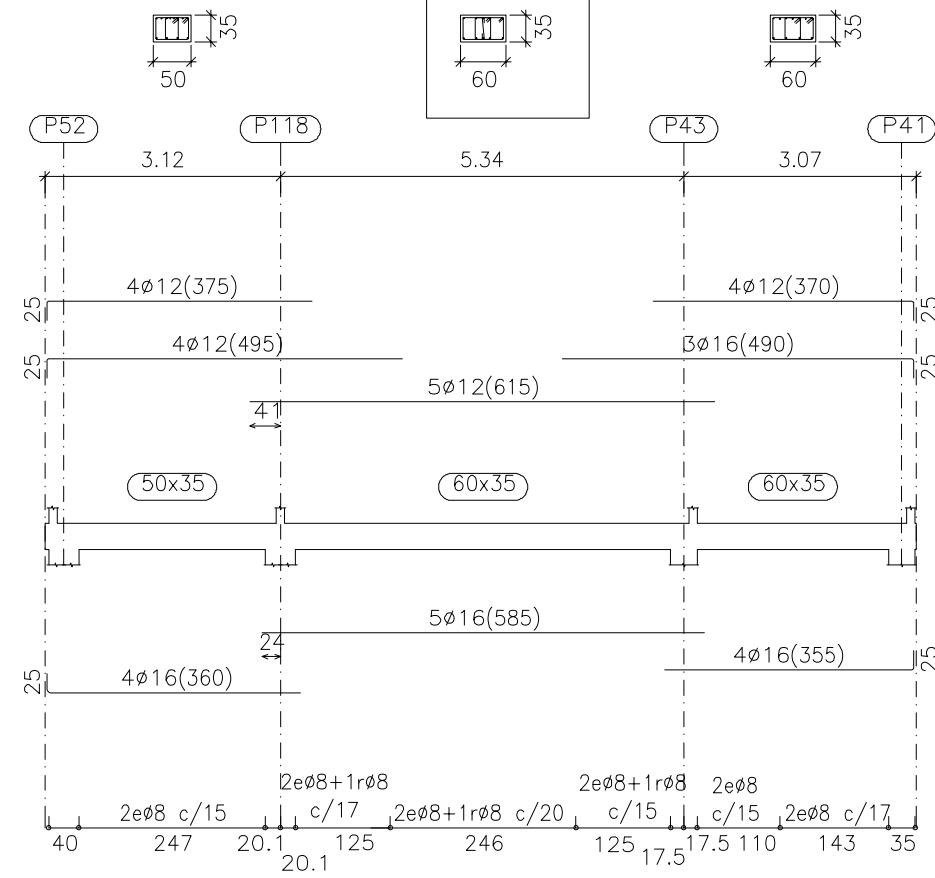 35
35
35
50
60
60
P52
P118
P43
P41
3.12
5.34
3.07
4ø12(375)
4ø12(370)
25
25
4ø12(495)
3ø16(490)
25
25
5ø12(615)
41
50x35
60x35
60x35
5ø16(585)
24
4ø16(355)
25
4ø16(360)
25
2eø8+1rø8
2eø8+1rø8
2eø8
2eø8 c/15
c/17
2eø8+1rø8 c/20
c/15
c/15
2eø8 c/17
40
247
20.1
125
246
125
17.5
110
143
35
20.1
17.5